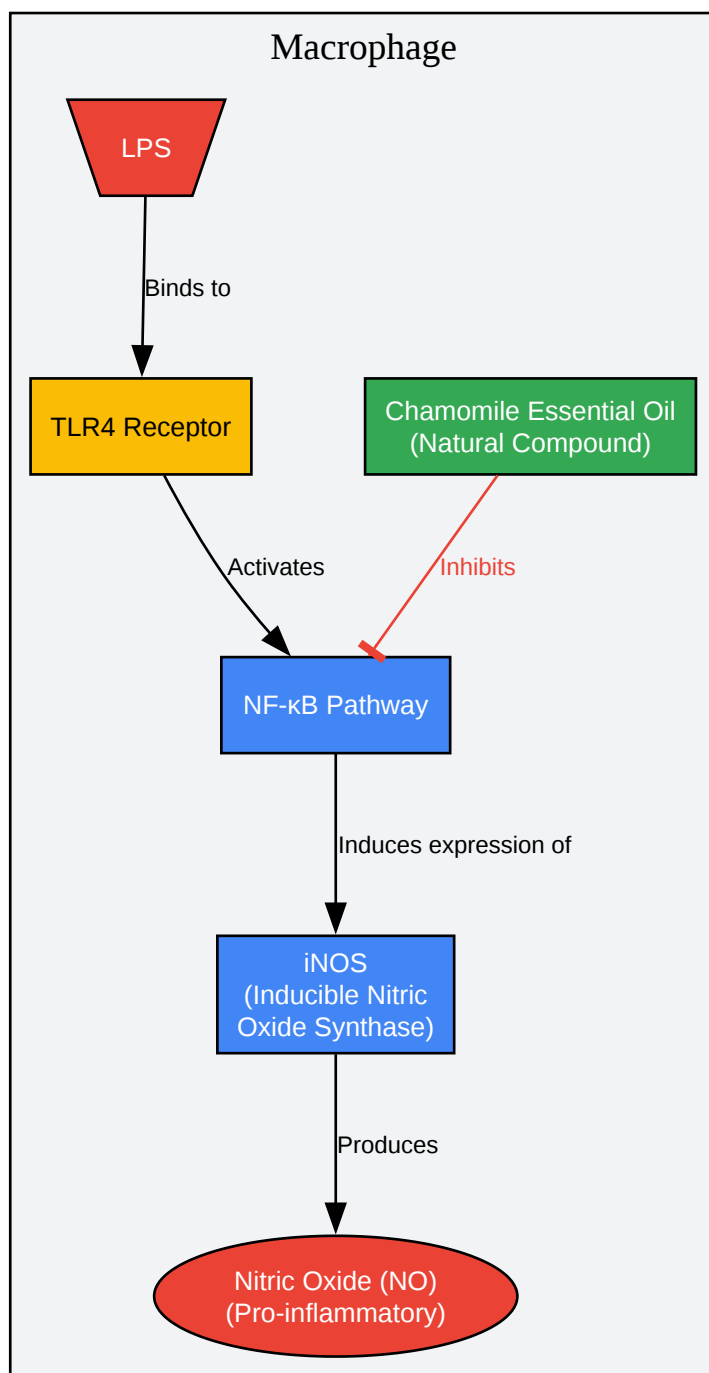 Macrophage
LPS
Binds to
TLR4 Receptor
Chamomile Essential Oil
(Natural Compound)
Activates
Inhibits
NF-κB Pathway
Induces expression of
iNOS
(Inducible Nitric
Oxide Synthase)
Produces
Nitric Oxide (NO)
(Pro-inflammatory)